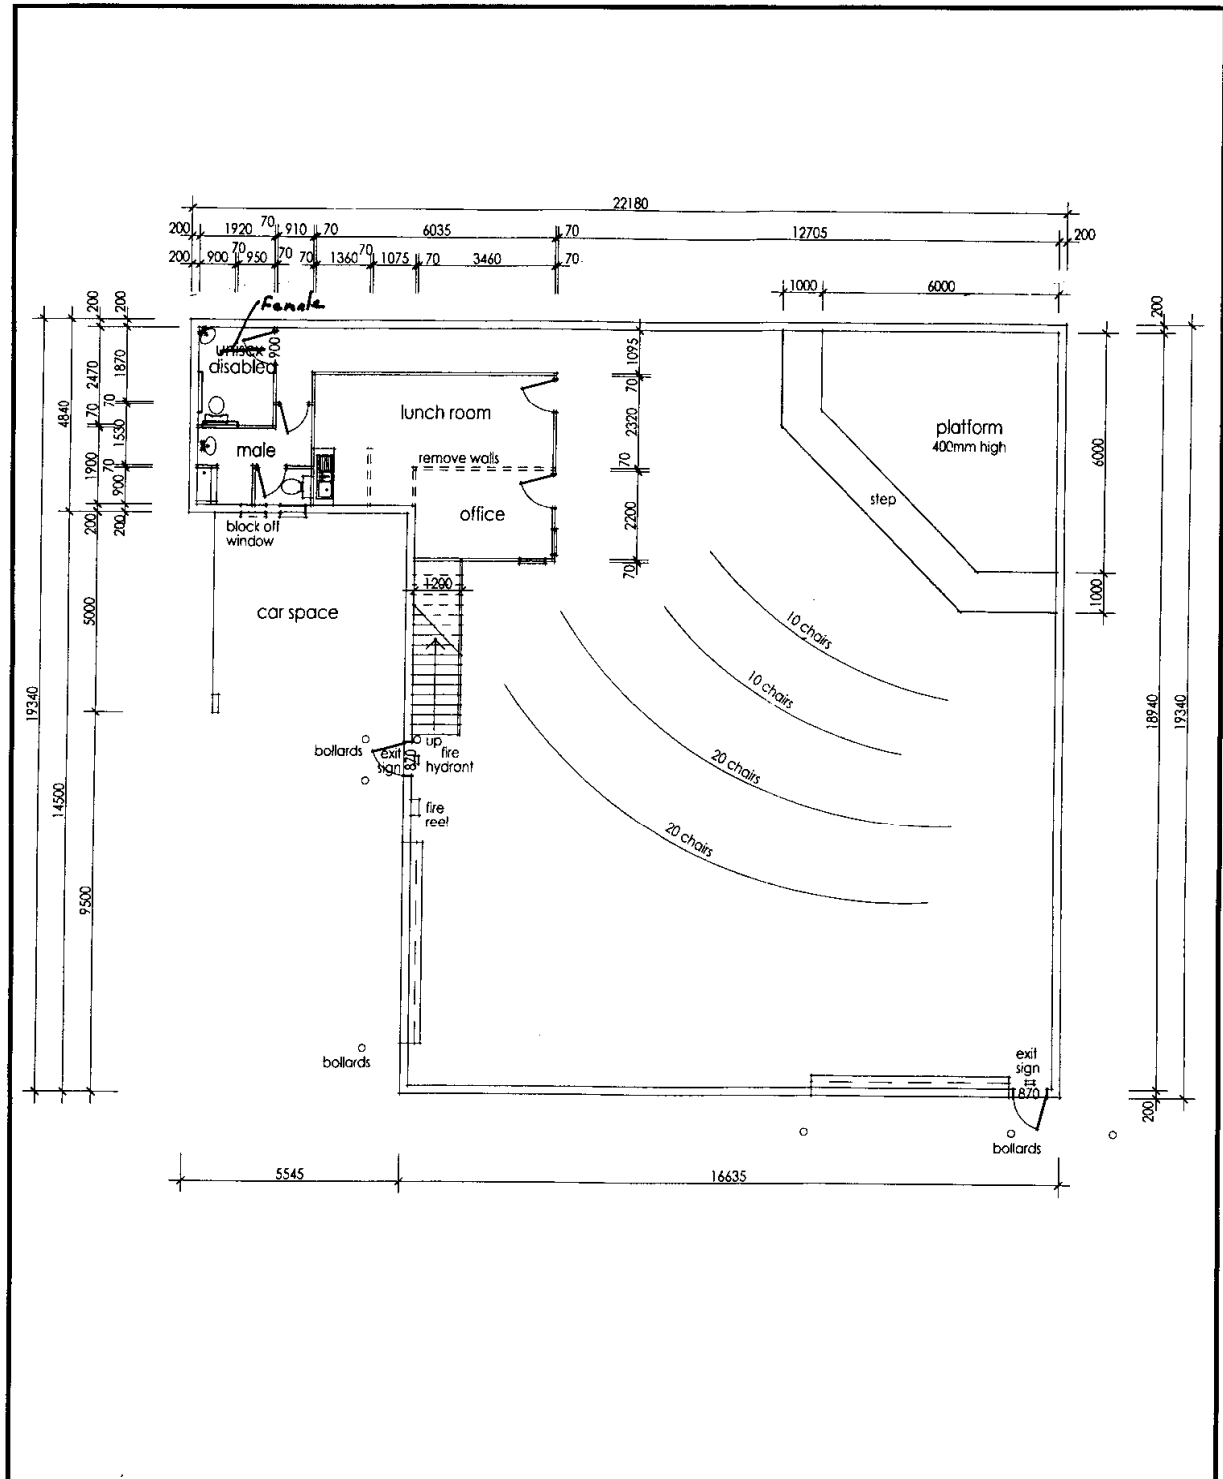 22180
200 1920 70 910 70 6035 70 12705 200
200 900 70 950 70 70 1360 70 1075 70 3460 70
1000 6000
Female
unisex
disabled
900
male
lunch room
remove walls
office
block off
window
car space
1200
platform
400mm high
step
10 chairs
10 chairs
20 chairs
20 chairs
bollards
exit
sign
870
up
fire
hydrant
fire
reel
bollards
exit
sign
870
bollards
19340
4840
14500
200
2470
70
1900
200
5000
9500
200
1870
70
1530
70
900
200
1095
70
2320
70
2200
70
6000
1000
200
18940
200
19340
5545 16635